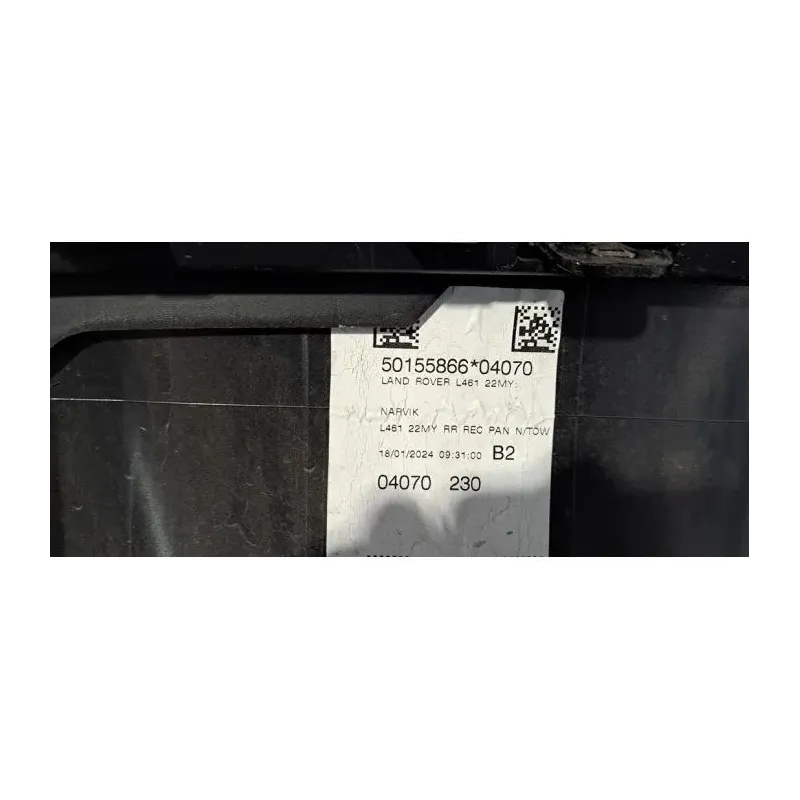 50155866*04070
LAND ROVER L461 22MY:
NARVIK
L461 22MY RR REC PAN N/TOW
18/01/2024 09:31:00 B2
04070 230